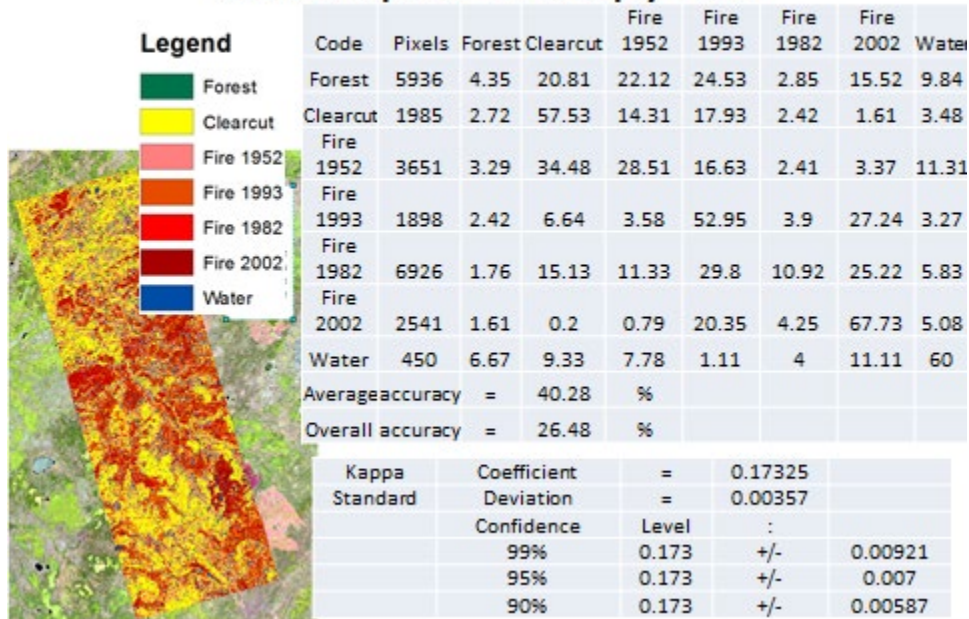 Legend
Forest
Clearcut
Fire 1952
Fire 1993
Fire 1982
Fire 2002
Water
Code Pixels Forest Clearcut Fire 1952 Fire 1993 Fire 1982 Fire 2002 Water
Forest 5936 4.35 20.81 22.12 24.53 2.85 15.52 9.84
Clearcut 1985 2.72 57.53 14.31 17.93 2.42 1.61 3.48
Fire 1952 3651 3.29 34.48 28.51 16.63 2.41 3.37 11.31
Fire 1993 1898 2.42 6.64 3.58 52.95 3.9 27.24 3.27
Fire 1982 6926 1.76 15.13 11.33 29.8 10.92 25.22 5.83
Fire 2002 2541 1.61 0.2 0.79 20.35 4.25 67.73 5.08
Water 450 6.67 9.33 7.78 1.11 4 11.11 60
Average accuracy = 40.28 %
Overall accuracy = 26.48 %
Kappa Coefficient = 0.17325
Standard Deviation = 0.00357
Confidence Level :
99% 0.173 +/- 0.00921
95% 0.173 +/- 0.007
90% 0.173 +/- 0.00587